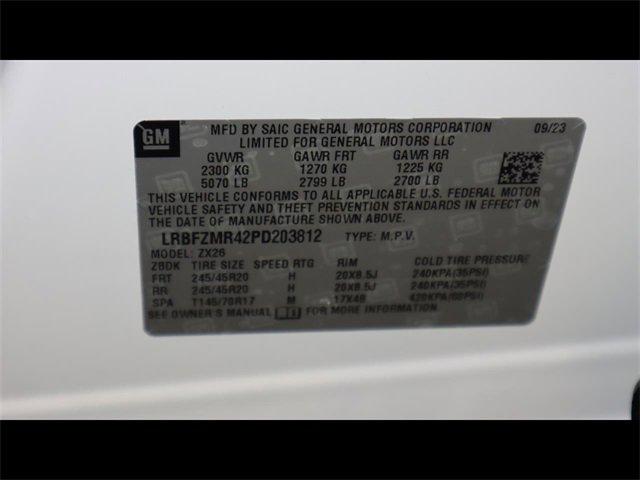 GM
MFD BY SAIC GENERAL MOTORS CORPORATION 09/23
LIMITED FOR GENERAL MOTORS LLC
GVWR GAWR FRT GAWR RR
2300 KG 1270 KG 1225 KG
5070 LB 2799 LB 2700 LB
THIS VEHICLE CONFORMS TO ALL APPLICABLE U.S. FEDERAL MOTOR
VEHICLE SAFETY AND THEFT PREVENTION STANDARDS IN EFFECT ON
THE DATE OF MANUFACTURE SHOWN ABOVE.
LRBFZMR42PD203812 TYPE: M.P.V.
MODEL: ZX26
ZBDK TIRE SIZE SPEED RTG RIM COLD TIRE PRESSURE
FRT 245/45R20 H 20X8.5J 240KPA(35PSI)
RR 245/45R20 H 20X8.5J 240KPA(35PSI)
SPA T145/70R17 M 17X4B 420KPA(60PSI)
SEE OWNER'S MANUAL FOR MORE INFORMATION